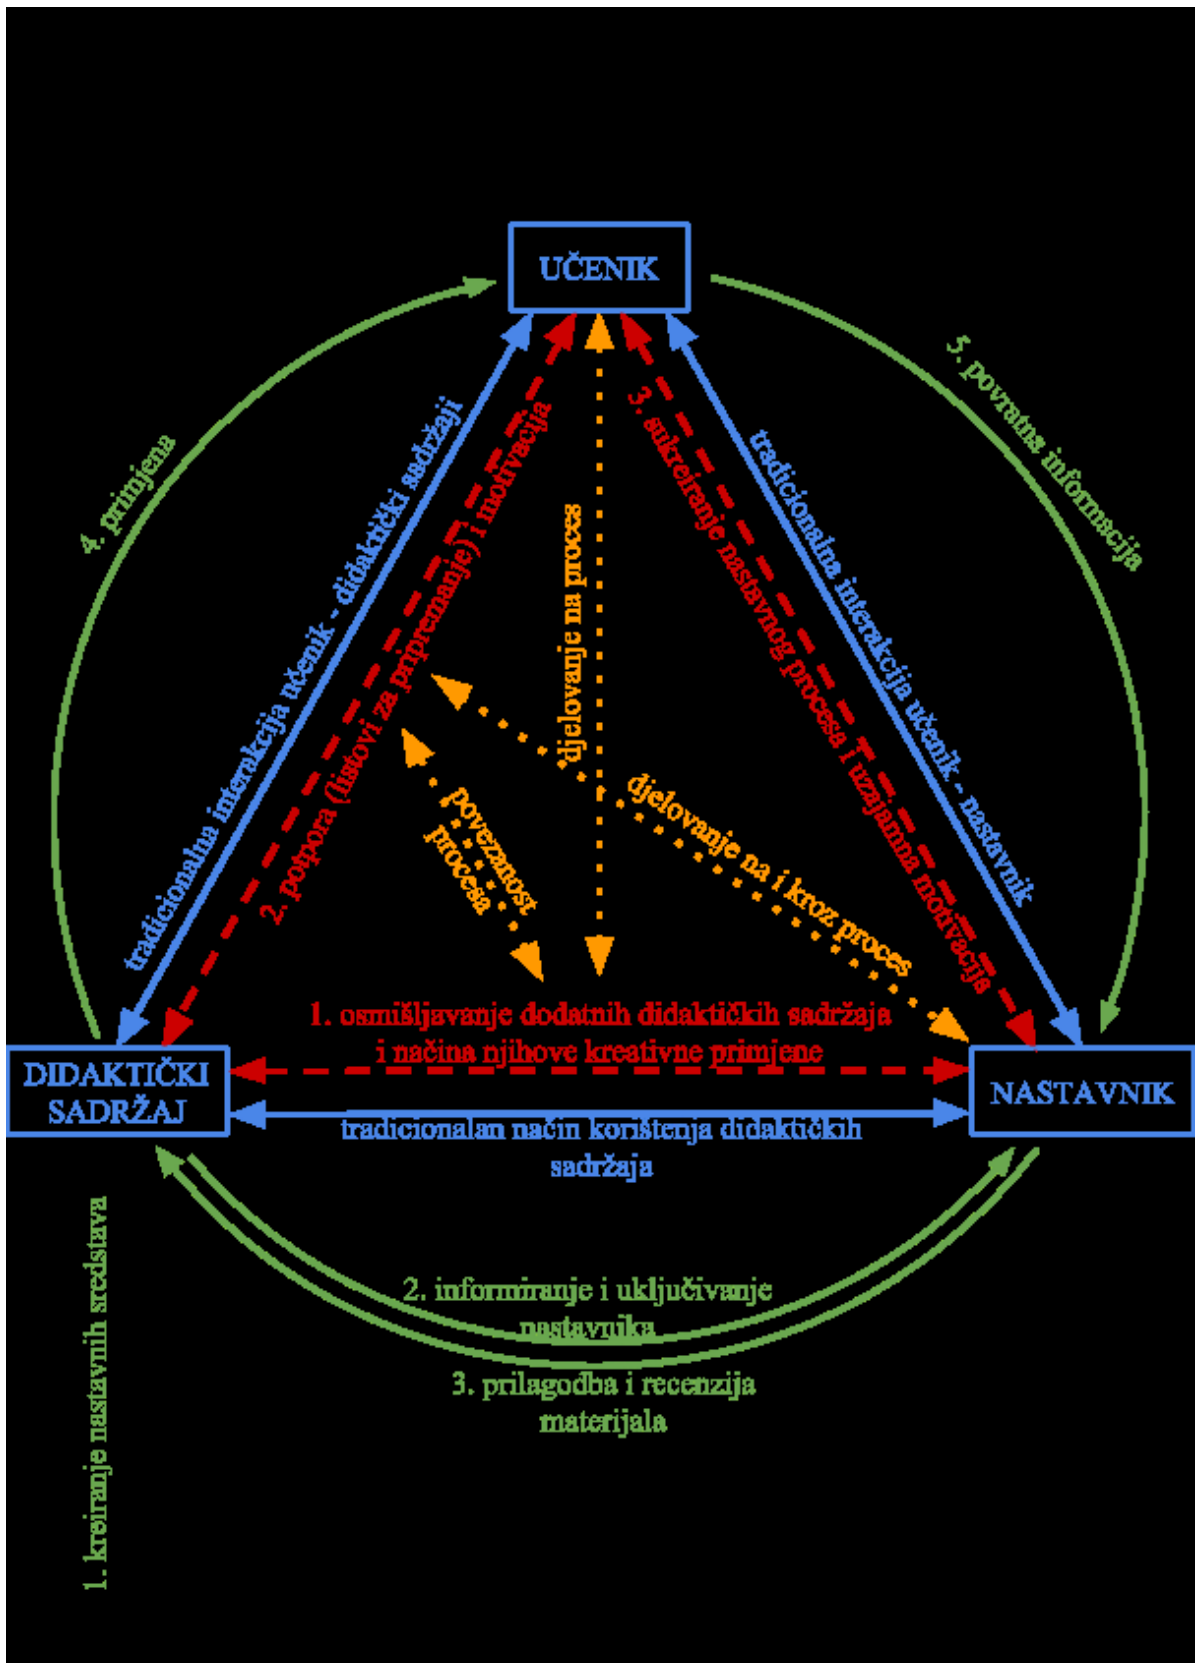 UČENIK
4. primjena
5. povratna informacija
tradicionalna interakcija učenik - didaktički sadržaji
2. potpora (listovi za pripremanje) i motivacija
djelovanje na proces
3. sukreiranje nastavnog procesa i uzajamna motivacija
tradicionalna interakcija učenik - nastavnik
povezanost
procesa
djelovanje na i kroz proces
1. osmišljavanje dodatnih didaktičkih sadržaja
i načina njihove kreativne primjene
DIDAKTIČKI
SADRŽAJ
NASTAVNIK
tradicionalan način korištenja didaktičkih
sadržaja
1. kreiranje nastavnih sredstava
2. informiranje i uključivanje
nastavnika
3. prilagodba i recenzija
materijala